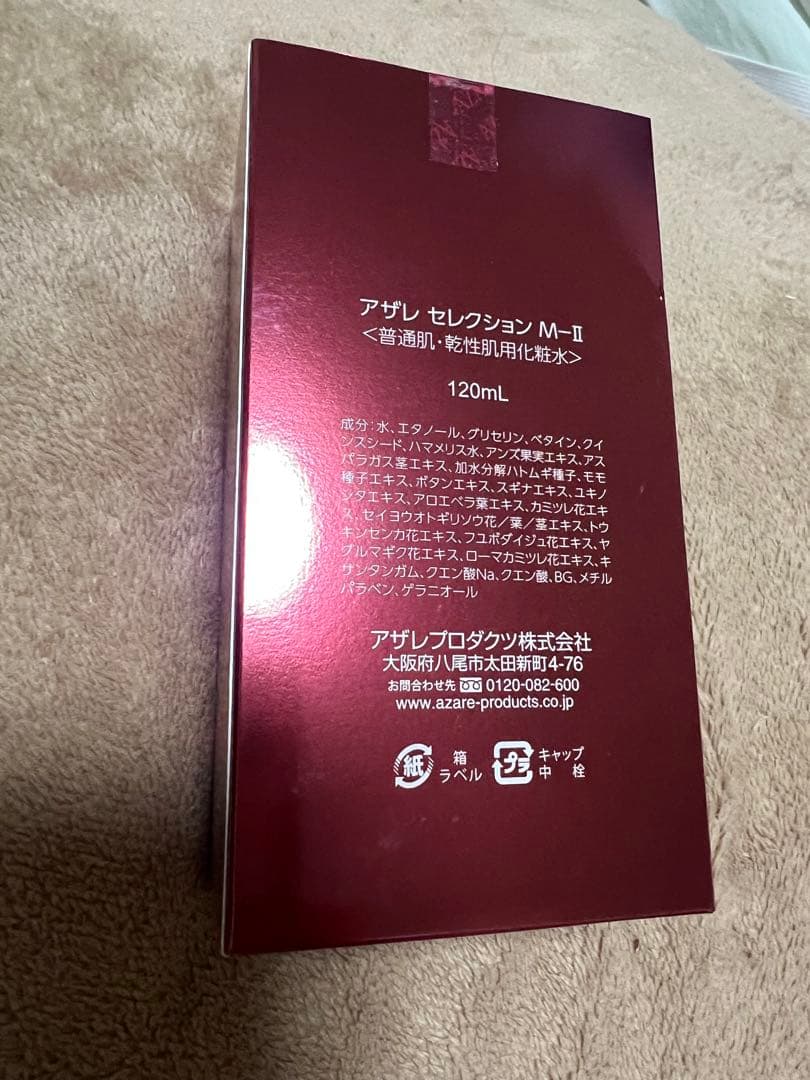 アザレ セレクション M-Ⅱ
<普通肌・乾性肌用化粧水>
120mL
成分：水、エタノール、グリセリン、ベタイン、クイ
ンスシード、ハマメリス水、アンズ果実エキス、アス
パラガス茎エキス、加水分解ハトムギ種子、モモ
種子エキス、ボタンエキス、スギナエキス、ユキノ
シタエキス、アロエベラ葉エキス、カミツレ花エキ
ス、セイヨウオトギリソウ花／葉／茎エキス、トウ
キンセンカ花エキス、フユボダイジュ花エキス、ヤ
グルマギク花エキス、ローマカミツレ花エキス、キ
サンタンガム、クエン酸Na、クエン酸、BG、メチル
パラベン、ゲラニオール
アザレプロダクツ株式会社
大阪府八尾市太田新町4-76
お問合わせ先 0120-082-600
www.azare-products.co.jp
紙 箱 ラベル プラ キャップ 中栓